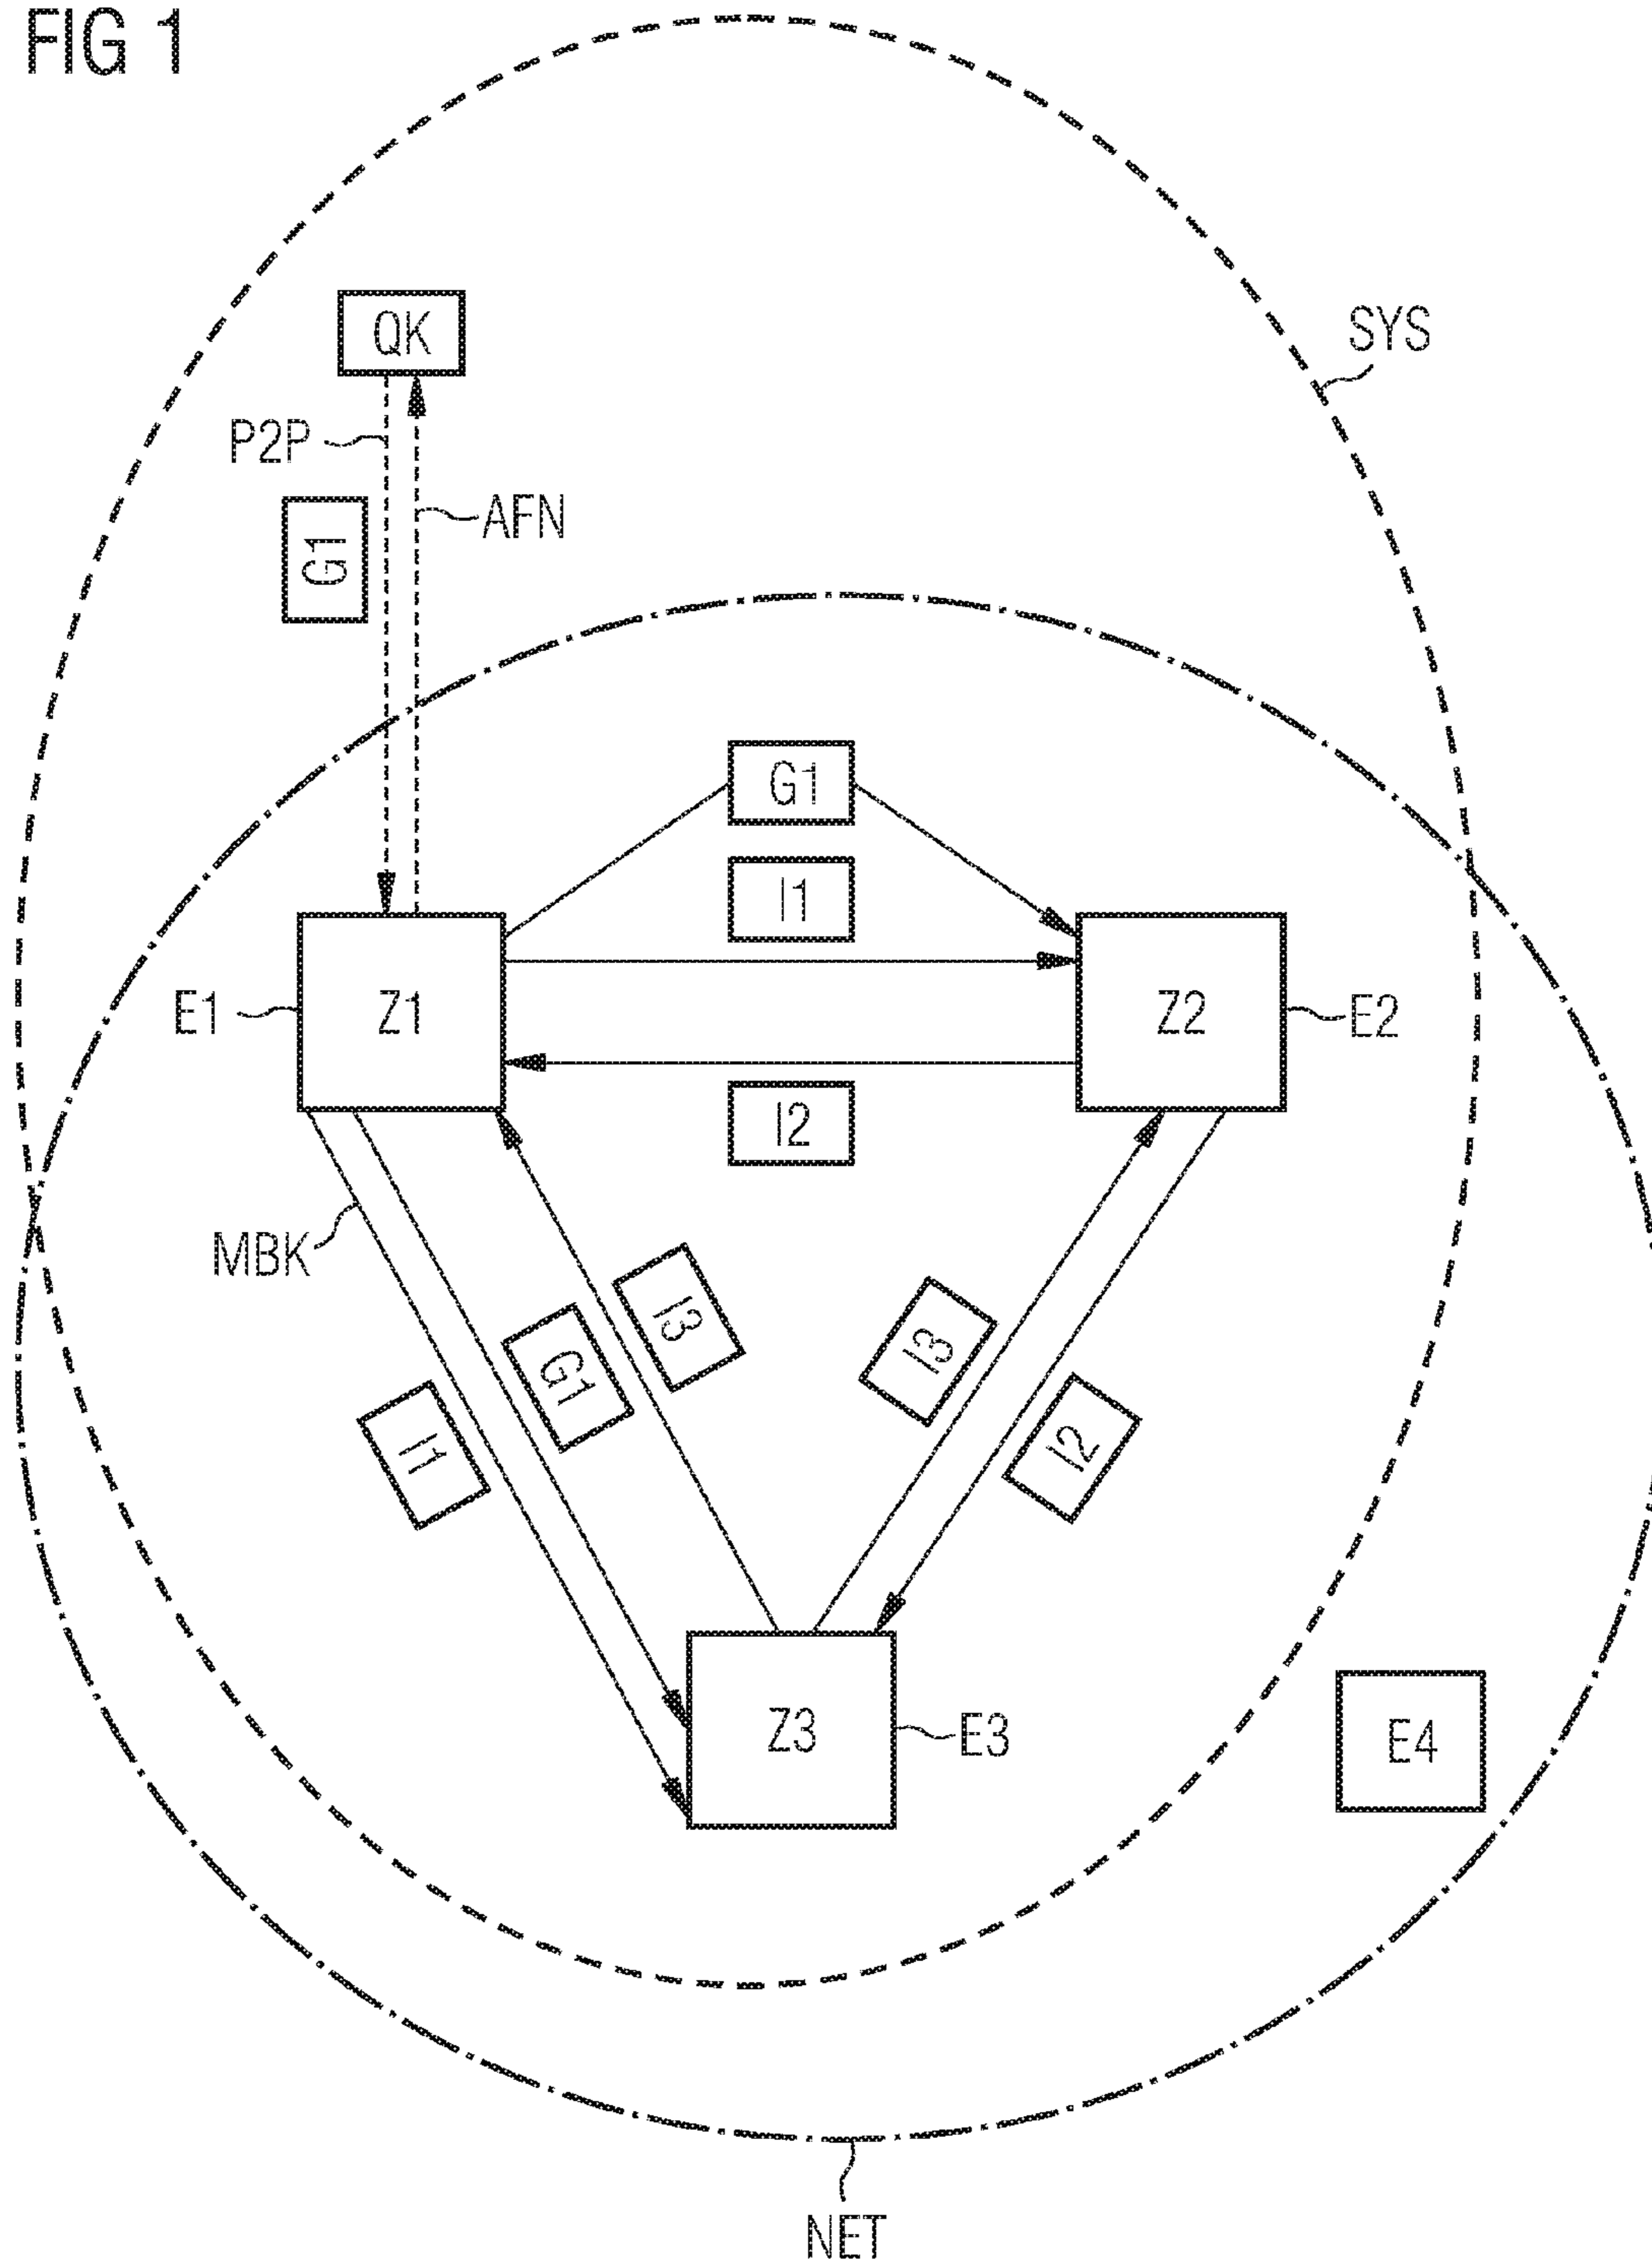 FIG 1
QK
SYS
P2P
AFN
G1
G1
I1
E1
Z1
Z2
E2
I2
MBK
I3
I3
G1
I1
I2
Z3
E3
E4
NET